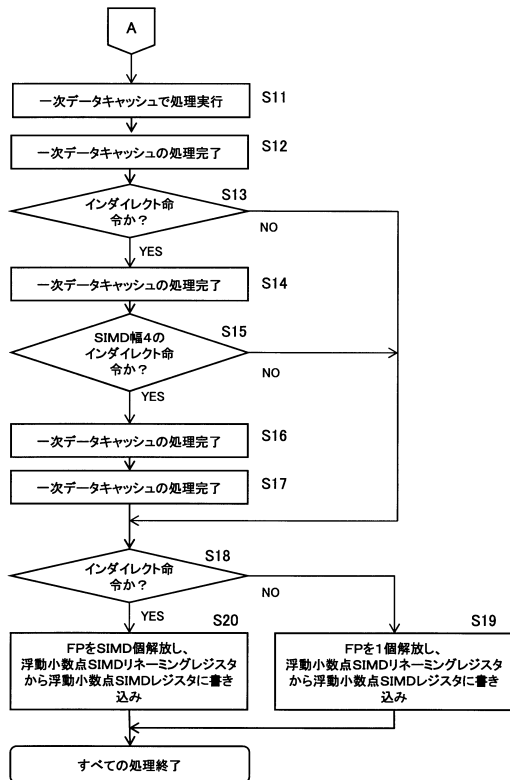 A
一次データキャッシュで処理実行
S11
一次データキャッシュの処理完了
S12
S13
インダイレクト命
令か？
NO
YES
一次データキャッシュの処理完了
S14
S15
SIMD幅4の
インダイレクト命
令か？
NO
YES
一次データキャッシュの処理完了
S16
一次データキャッシュの処理完了
S17
S18
インダイレクト命
令か？
NO
YES
S20
S19
FPをSIMD個解放し、
浮動小数点SIMDリネーミングレジスタ
から浮動小数点SIMDレジスタに書き
込み
FPを1個解放し、
浮動小数点SIMDリネーミングレジスタ
から浮動小数点SIMDレジスタに書き
込み
すべての処理終了